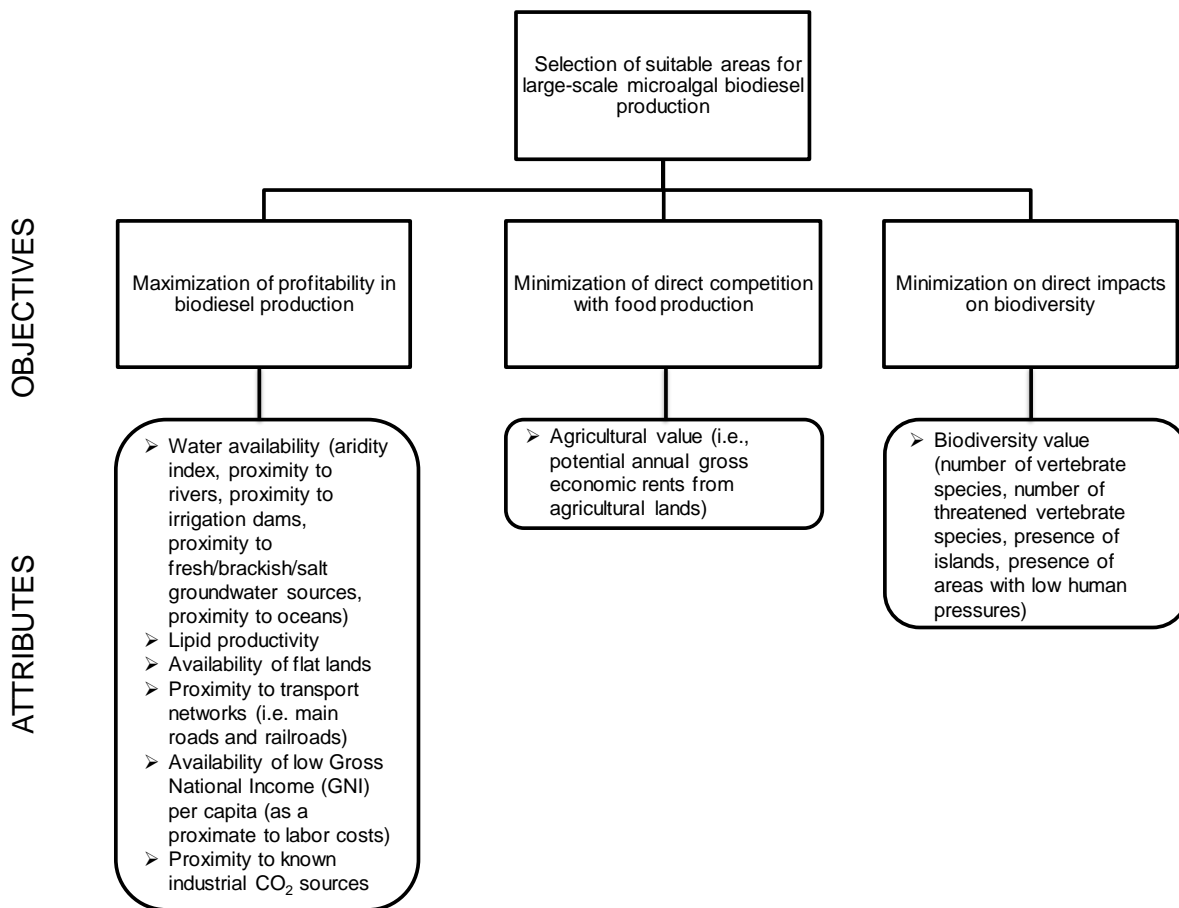 Selection of suitable areas for
large-scale microalgal biodiesel
production
OBJECTIVES
Maximization of profitability in
biodiesel production
Minimization of direct competition
with food production
Minimization on direct impacts
on biodiversity
ATTRIBUTES
➢ Water availability (aridity
index, proximity to
rivers, proximity to
irrigation dams,
proximity to
fresh/brackish/salt
groundwater sources,
proximity to oceans)
➢ Lipid productivity
➢ Availability of flat lands
➢ Proximity to transport
networks (i.e. main
roads and railroads)
➢ Availability of low Gross
National Income (GNI)
per capita (as a
proximate to labor costs)
➢ Proximity to known
industrial CO₂ sources
➢ Agricultural value (i.e.,
potential annual gross
economic rents from
agricultural lands)
➢ Biodiversity value
(number of vertebrate
species, number of
threatened vertebrate
species, presence of
islands, presence of
areas with low human
pressures)